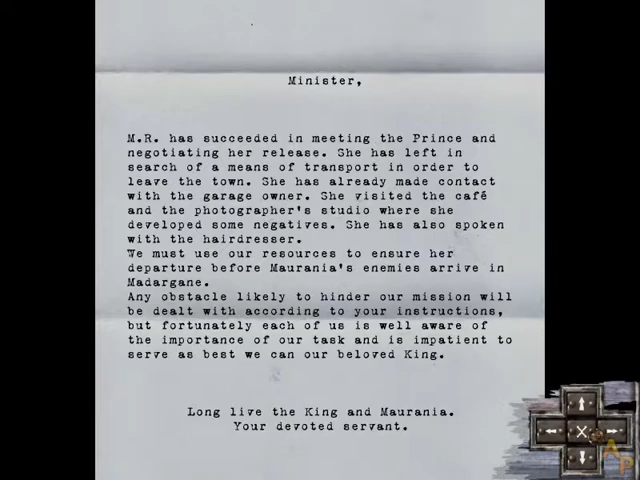 Minister,
M.R. has succeeded in meeting the Prince and
negotiating her release. She has left in
search of a means of transport in order to
leave the town. She has already made contact
with the garage owner. She visited the café
and the photographer's studio where she
developed some negatives. She has also spoken
with the hairdresser.
We must use our resources to ensure her
departure before Maurania's enemies arrive in
Madargane.
Any obstacle likely to hinder our mission will
be dealt with according to your instructions,
but fortunately each of us is well aware of
the importance of our task and is impatient to
serve as best we can our beloved King.
Long live the King and Maurania.
Your devoted servant.
AP